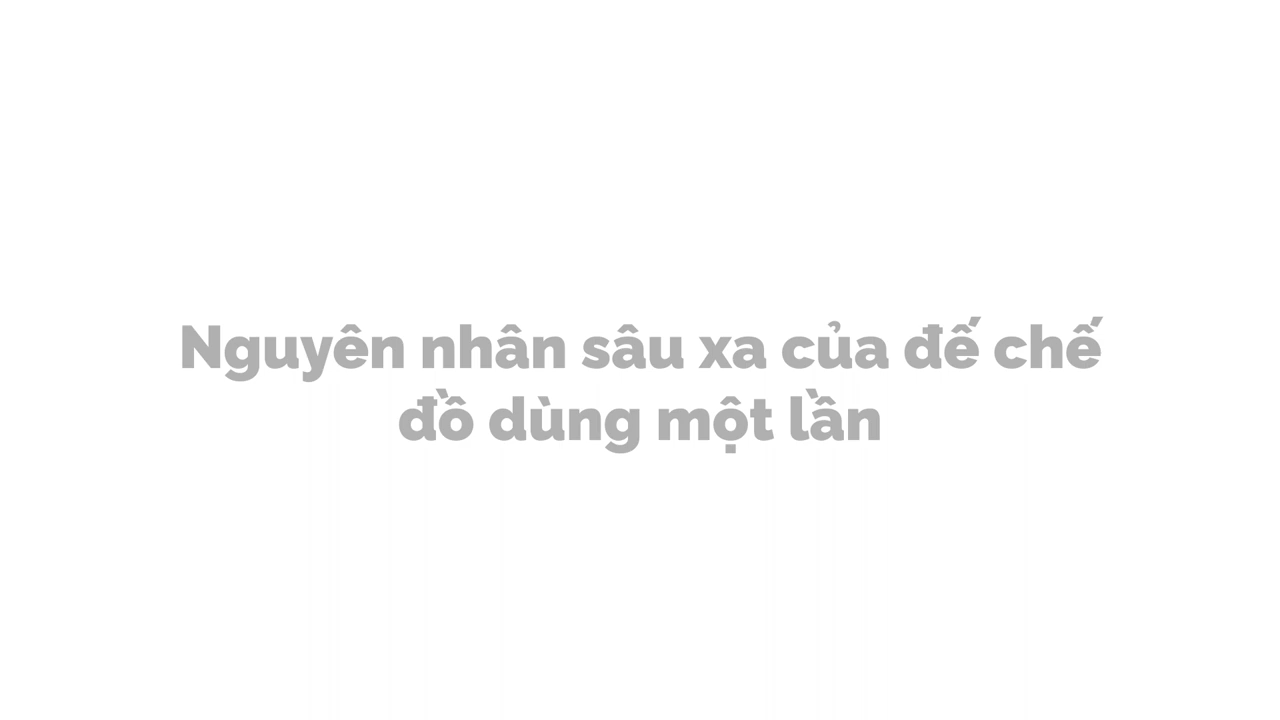 Nguyên nhân sâu xa của đế chế
đồ dùng một lần